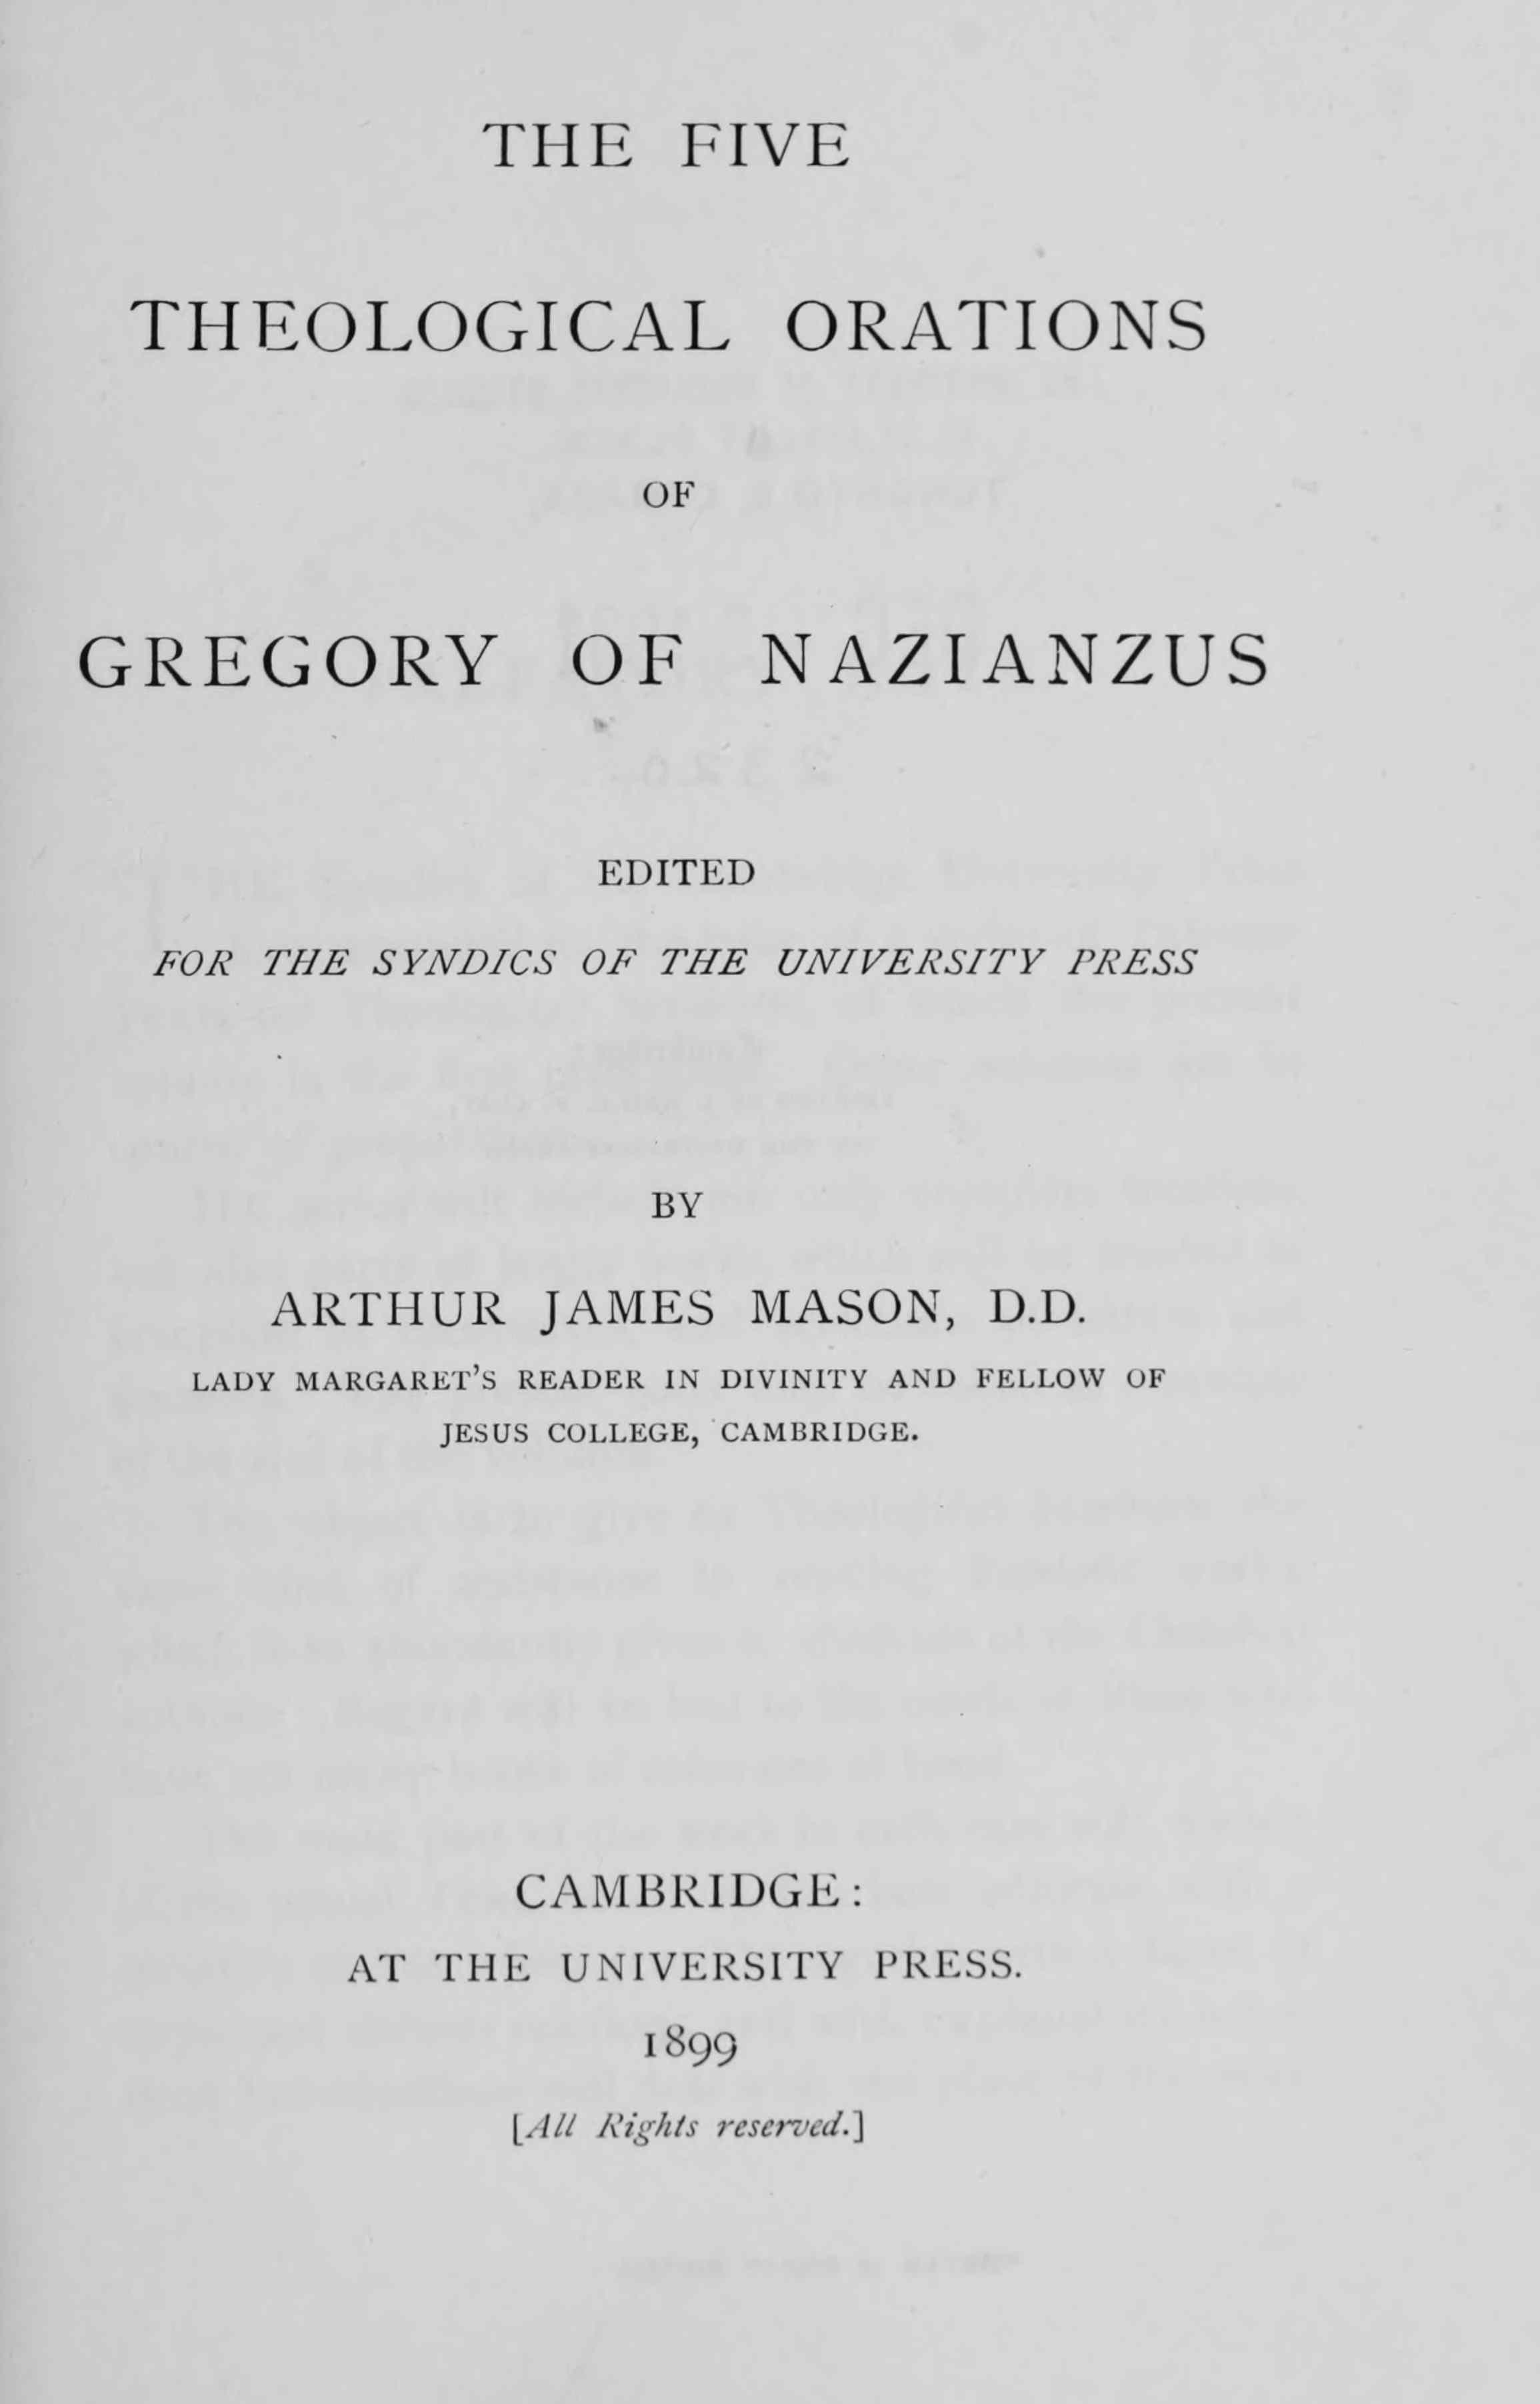 THE FIVE
THEOLOGICAL ORATIONS
OF
GREGORY OF NAZIANZUS
EDITED
FOR THE SYNDICS OF THE UNIVERSITY PRESS
BY
ARTHUR JAMES MASON, D.D.
LADY MARGARET'S READER IN DIVINITY AND FELLOW OF
JESUS COLLEGE, CAMBRIDGE.
CAMBRIDGE:
AT THE UNIVERSITY PRESS.
1899
[All Rights reserved.]